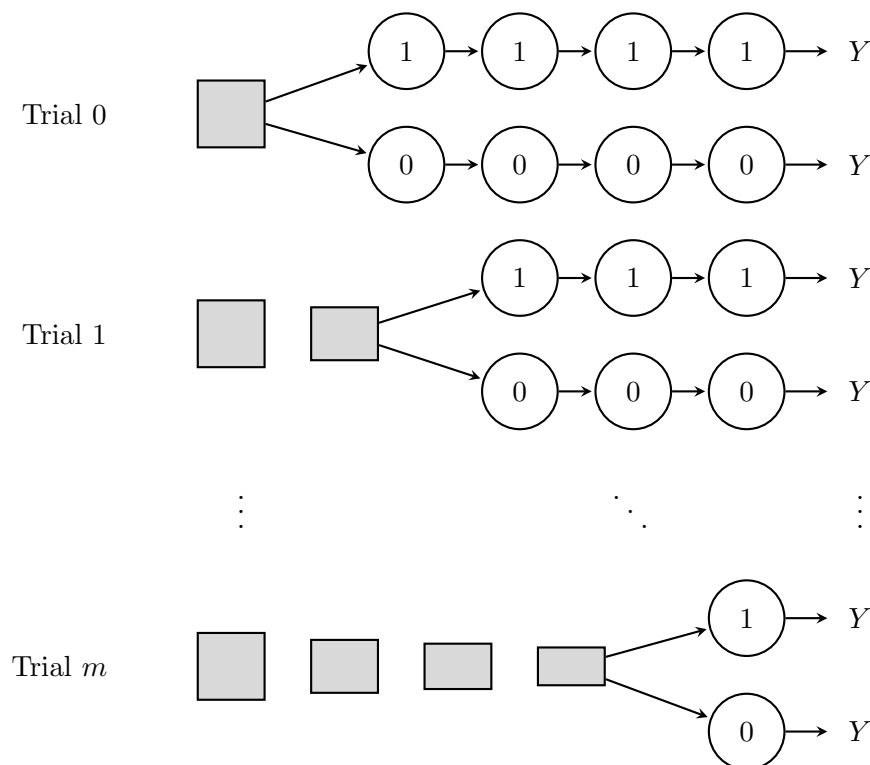 1 1 1 1 Y
Trial 0
0 0 0 0 Y
1 1 1 Y
Trial 1
0 0 0 Y
⋮ ⋱ ⋮
1 Y
Trial m
0 Y